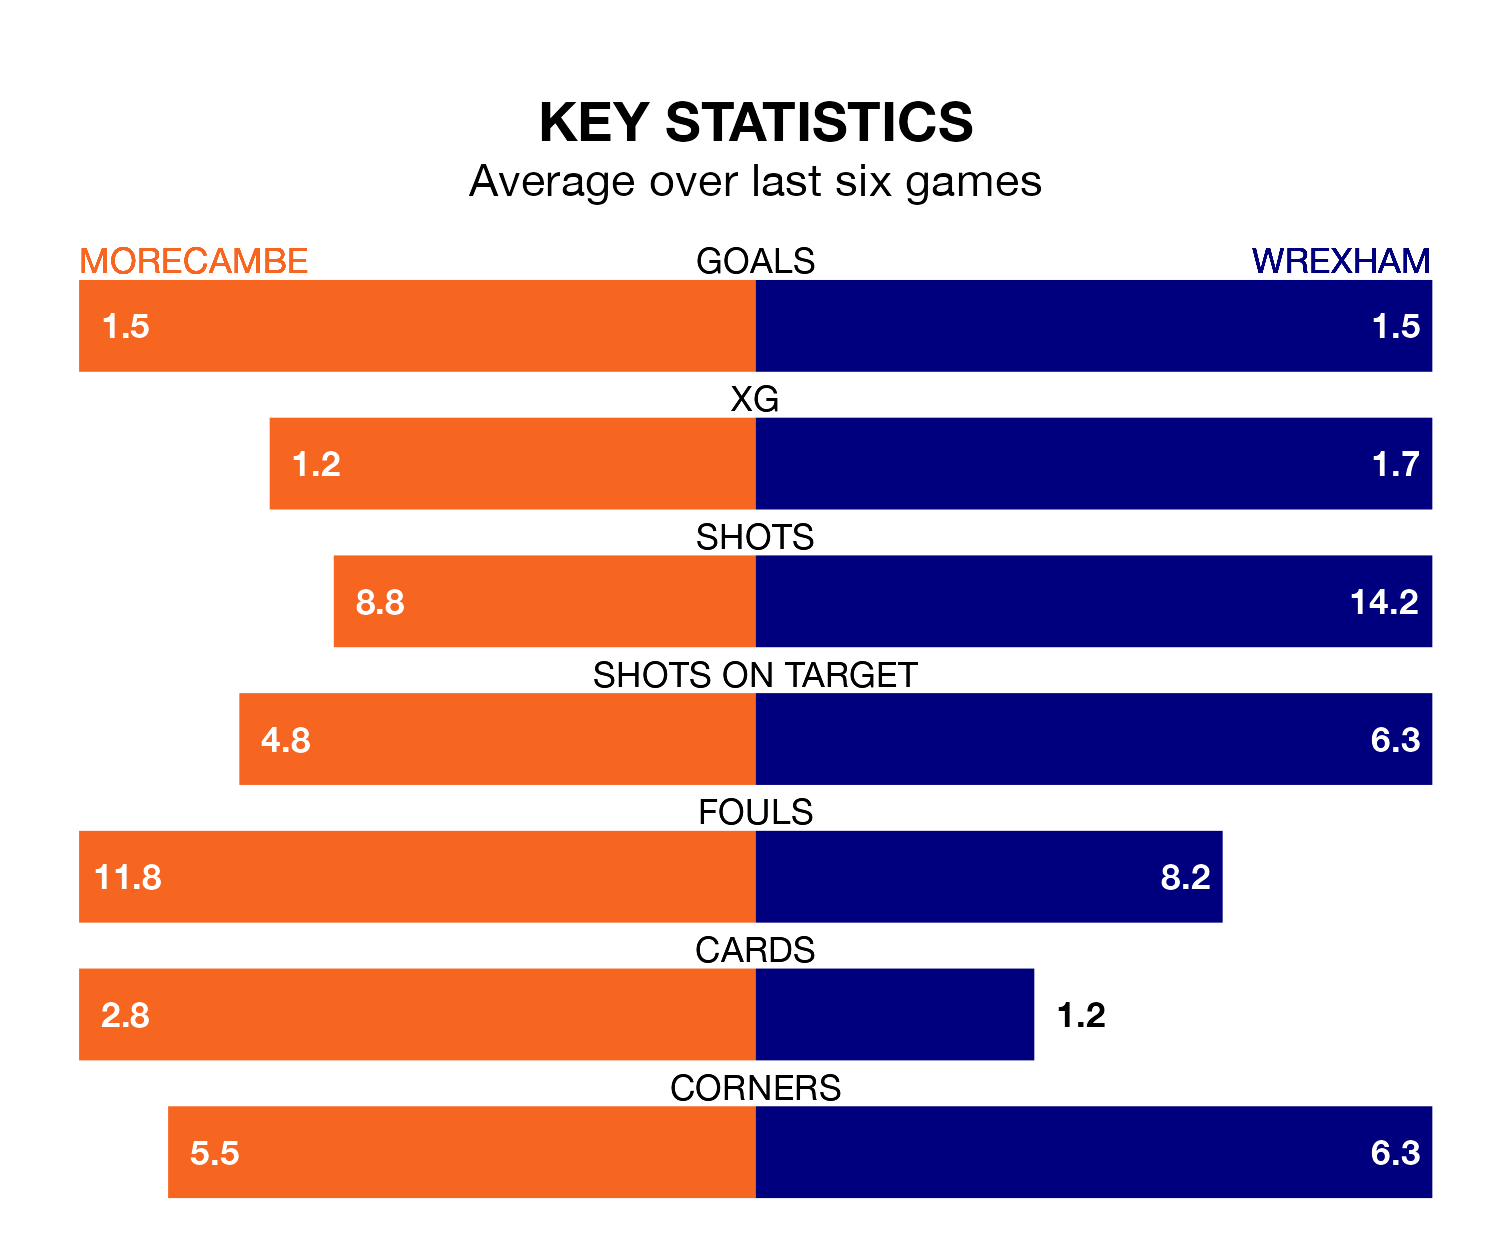 KEY STATISTICS
Average over last six games
MORECAMBE GOALS WREXHAM
1.5 1.5
XG
1.2 1.7
SHOTS
8.8 14.2
SHOTS ON TARGET
4.8 6.3
FOULS
11.8 8.2
CARDS
2.8 1.2
CORNERS
5.5 6.3